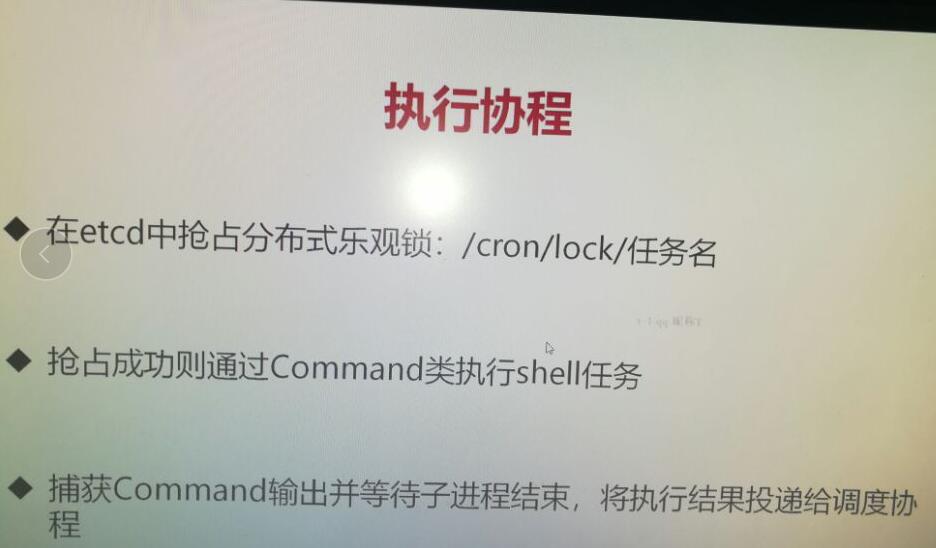 执行协程
在etcd中抢占分布式乐观锁：/cron/lock/任务名
抢占成功则通过Command类执行shell任务
捕获Command输出并等待子进程结束，将执行结果投递给调度协
程